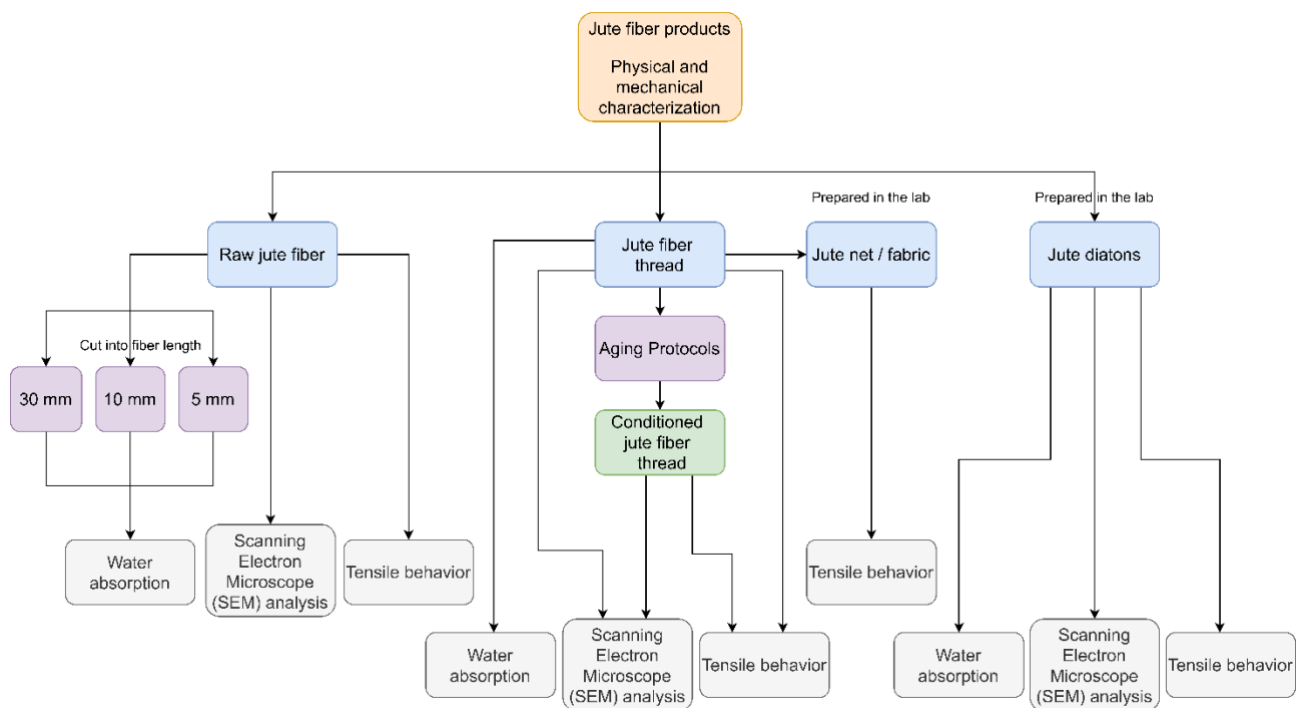 Jute fiber products
Physical and
mechanical
characterization
Prepared in the lab
Prepared in the lab
Raw jute fiber
Jute fiber
thread
Jute net / fabric
Jute diatons
Cut into fiber length
30 mm
10 mm
5 mm
Aging Protocols
Conditioned
jute fiber
thread
Water
absorption
Scanning
Electron
Microscope
(SEM) analysis
Tensile behavior
Tensile behavior
Water
absorption
Scanning
Electron
Microscope
(SEM) analysis
Tensile behavior
Water
absorption
Scanning
Electron
Microscope
(SEM) analysis
Tensile behavior